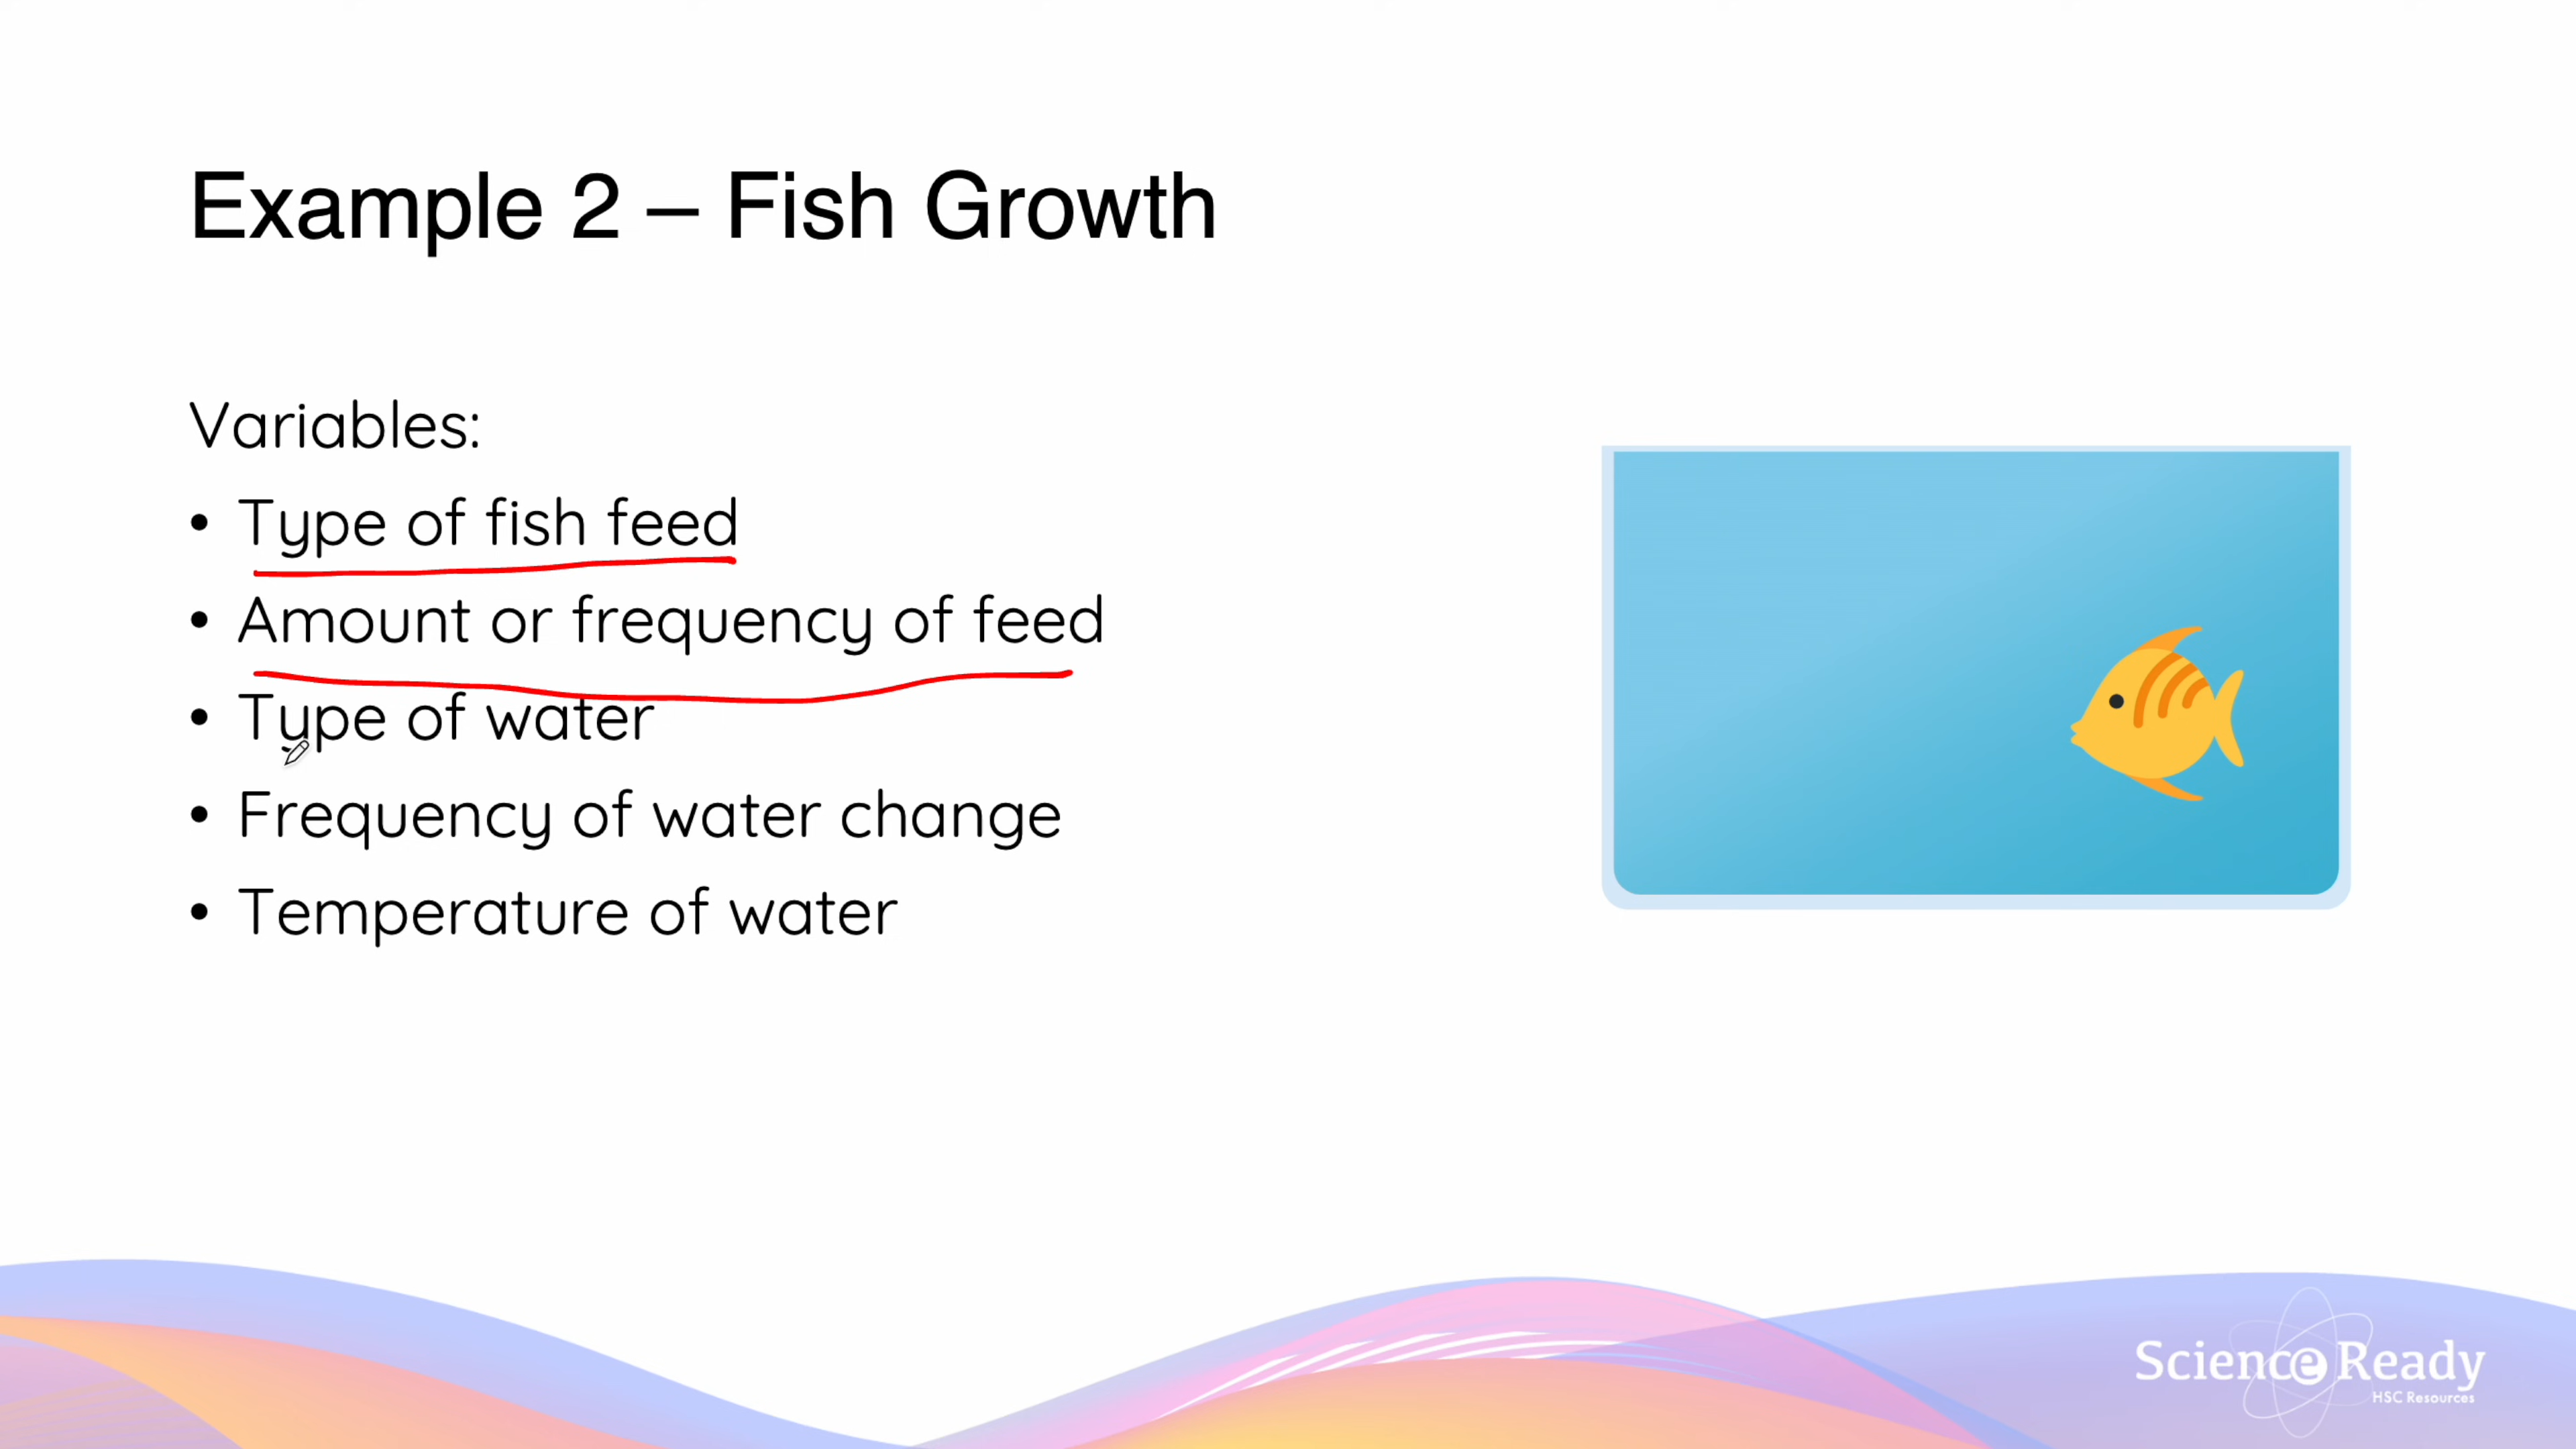 Example 2 – Fish Growth
Variables:
• Type of fish feed
• Amount or frequency of feed
• Type of water
• Frequency of water change
• Temperature of water
Science Ready
HSC Resources